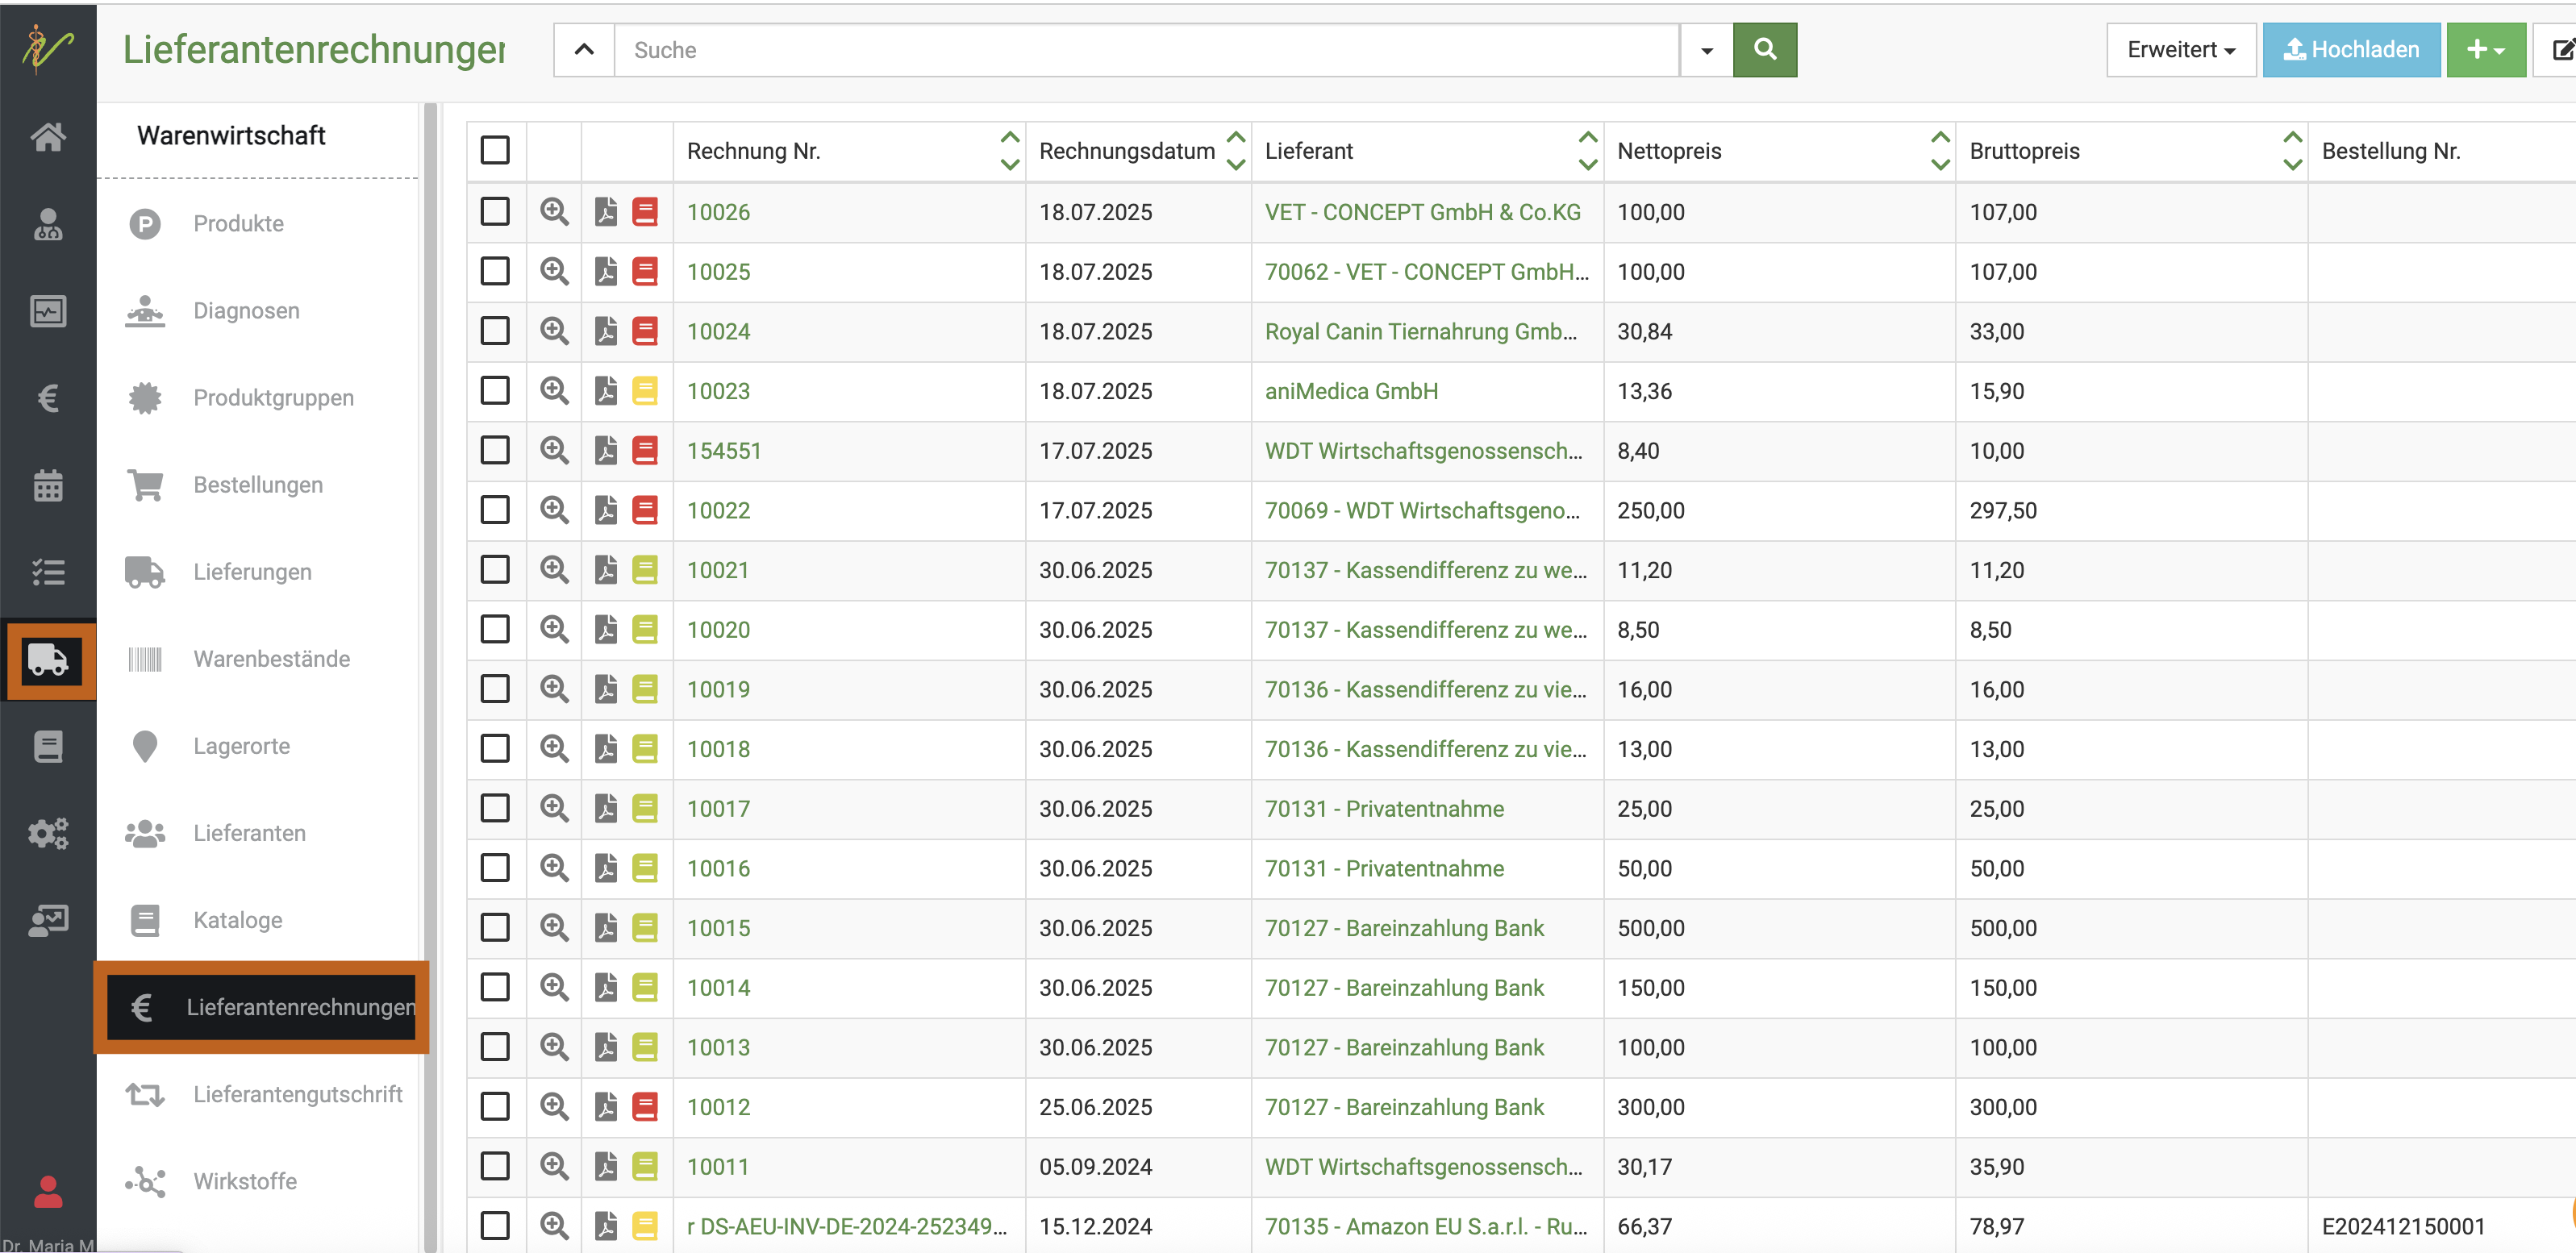 Lieferantenrechnunger
Suche
Erweitert
Hochladen
Warenwirtschaft
Produkte
Diagnosen
Produktgruppen
Bestellungen
Lieferungen
Warenbestände
Lagerorte
Lieferanten
Kataloge
€ Lieferantenrechnungen
Lieferantengutschrift
Wirkstoffe
Dr. Maria M
Rechnung Nr. Rechnungsdatum Lieferant Nettopreis Bruttopreis Bestellung Nr.
10026 18.07.2025 VET - CONCEPT GmbH & Co.KG 100,00 107,00
10025 18.07.2025 70062 - VET - CONCEPT GmbH... 100,00 107,00
10024 18.07.2025 Royal Canin Tiernahrung Gmb... 30,84 33,00
10023 18.07.2025 aniMedica GmbH 13,36 15,90
154551 17.07.2025 WDT Wirtschaftsgenossensch... 8,40 10,00
10022 17.07.2025 70069 - WDT Wirtschaftsgeno... 250,00 297,50
10021 30.06.2025 70137 - Kassendifferenz zu we... 11,20 11,20
10020 30.06.2025 70137 - Kassendifferenz zu we... 8,50 8,50
10019 30.06.2025 70136 - Kassendifferenz zu vie... 16,00 16,00
10018 30.06.2025 70136 - Kassendifferenz zu vie... 13,00 13,00
10017 30.06.2025 70131 - Privatentnahme 25,00 25,00
10016 30.06.2025 70131 - Privatentnahme 50,00 50,00
10015 30.06.2025 70127 - Bareinzahlung Bank 500,00 500,00
10014 30.06.2025 70127 - Bareinzahlung Bank 150,00 150,00
10013 30.06.2025 70127 - Bareinzahlung Bank 100,00 100,00
10012 25.06.2025 70127 - Bareinzahlung Bank 300,00 300,00
10011 05.09.2024 WDT Wirtschaftsgenossensch... 30,17 35,90
r DS-AEU-INV-DE-2024-252349... 15.12.2024 70135 - Amazon EU S.a.r.l. - Ru... 66,37 78,97 E202412150001